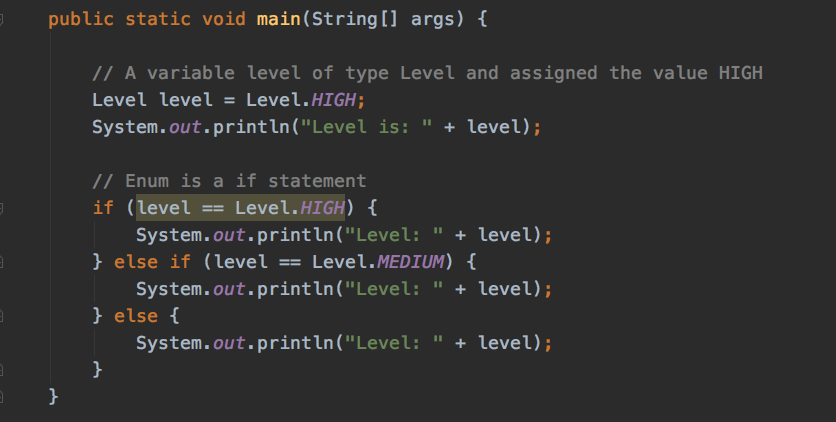 public static void main(String[] args) {
// A variable level of type Level and assigned the value HIGH
Level level = Level.HIGH;
System.out.println("Level is: " + level);
// Enum is a if statement
if (level == Level.HIGH) {
System.out.println("Level: " + level);
} else if (level == Level.MEDIUM) {
System.out.println("Level: " + level);
} else {
System.out.println("Level: " + level);
}
}